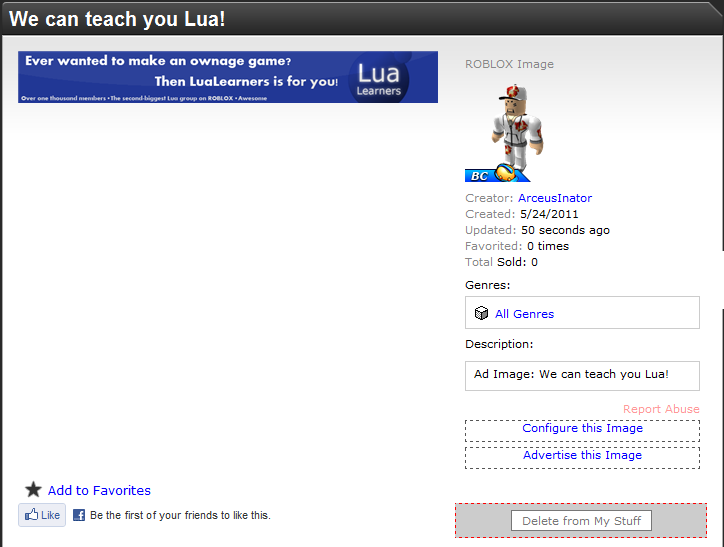 We can teach you Lua!
Ever wanted to make an ownage game?
Then LuaLearners is for you!
Lua
Learners
Over one thousand members • The second-biggest Lua group on ROBLOX • Awesome
ROBLOX Image
BC
Creator: ArceusInator
Created: 5/24/2011
Updated: 50 seconds ago
Favorited: 0 times
Total Sold: 0
Genres:
All Genres
Description:
Ad Image: We can teach you Lua!
Report Abuse
Configure this Image
Advertise this Image
Add to Favorites
Like
Be the first of your friends to like this.
Delete from My Stuff